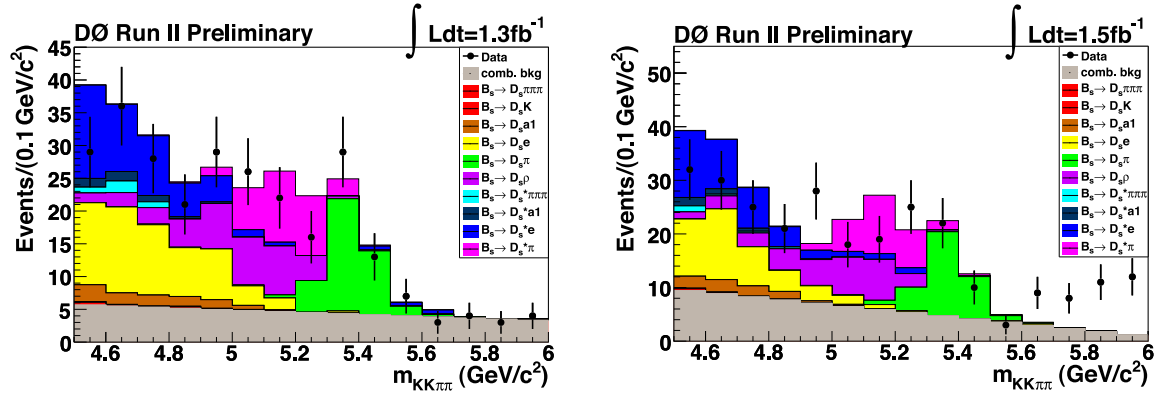 DØ Run II Preliminary ∫ Ldt=1.3fb⁻¹
Events/(0.1 GeV/c²)
45
40
35
30
25
20
15
10
5
0
Data
comb. bkg
Bₛ→ Dₛπππ
Bₛ→ DₛK
Bₛ→ Dₛa1
Bₛ→ Dₛe
Bₛ→ Dₛπ
Bₛ→ Dₛρ
Bₛ→ Dₛ*πππ
Bₛ→ Dₛ*a1
Bₛ→ Dₛ*e
Bₛ→ Dₛ*π
4.6 4.8 5 5.2 5.4 5.6 5.8 6
m_KKππ (GeV/c²)
DØ Run II Preliminary ∫ Ldt=1.5fb⁻¹
Events/(0.1 GeV/c²)
50
40
30
20
10
0
Data
comb. bkg
Bₛ→ Dₛπππ
Bₛ→ DₛK
Bₛ→ Dₛa1
Bₛ→ Dₛe
Bₛ→ Dₛπ
Bₛ→ Dₛρ
Bₛ→ Dₛ*πππ
Bₛ→ Dₛ*a1
Bₛ→ Dₛ*e
Bₛ→ Dₛ*π
4.6 4.8 5 5.2 5.4 5.6 5.8 6
m_KKππ (GeV/c²)